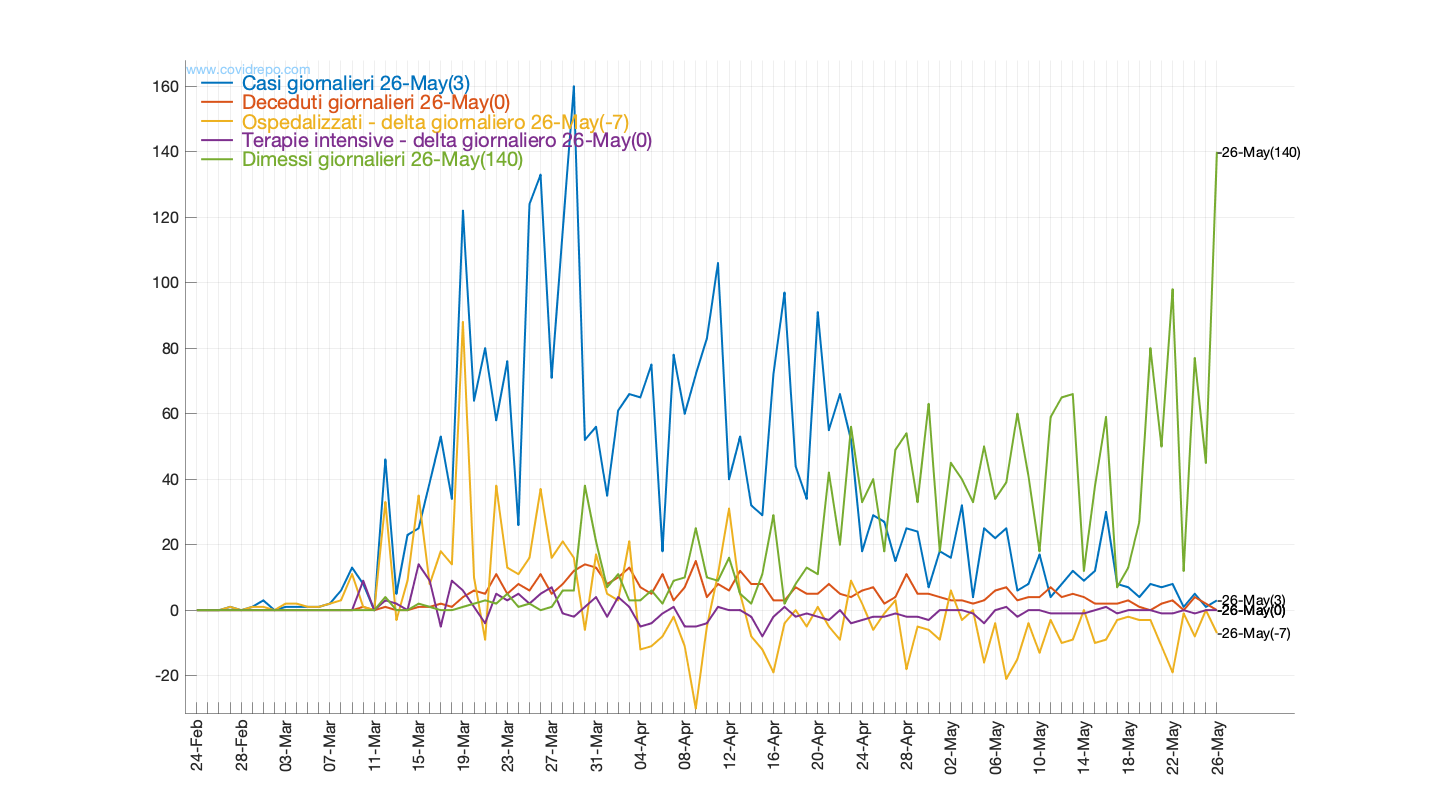 www.covidrepo.com
Casi giornalieri 26-May(3)
Deceduti giornalieri 26-May(0)
Ospedalizzati - delta giornaliero 26-May(-7)
Terapie intensive - delta giornaliero 26-May(0)
Dimessi giornalieri 26-May(140)
160
140
120
100
80
60
40
20
0
-20
-26-May(140)
-26-May(3)
-26-May(0)
-26-May(-7)
24-Feb
28-Feb
03-Mar
07-Mar
11-Mar
15-Mar
19-Mar
23-Mar
27-Mar
31-Mar
04-Apr
08-Apr
12-Apr
16-Apr
20-Apr
24-Apr
28-Apr
02-May
06-May
10-May
14-May
18-May
22-May
26-May